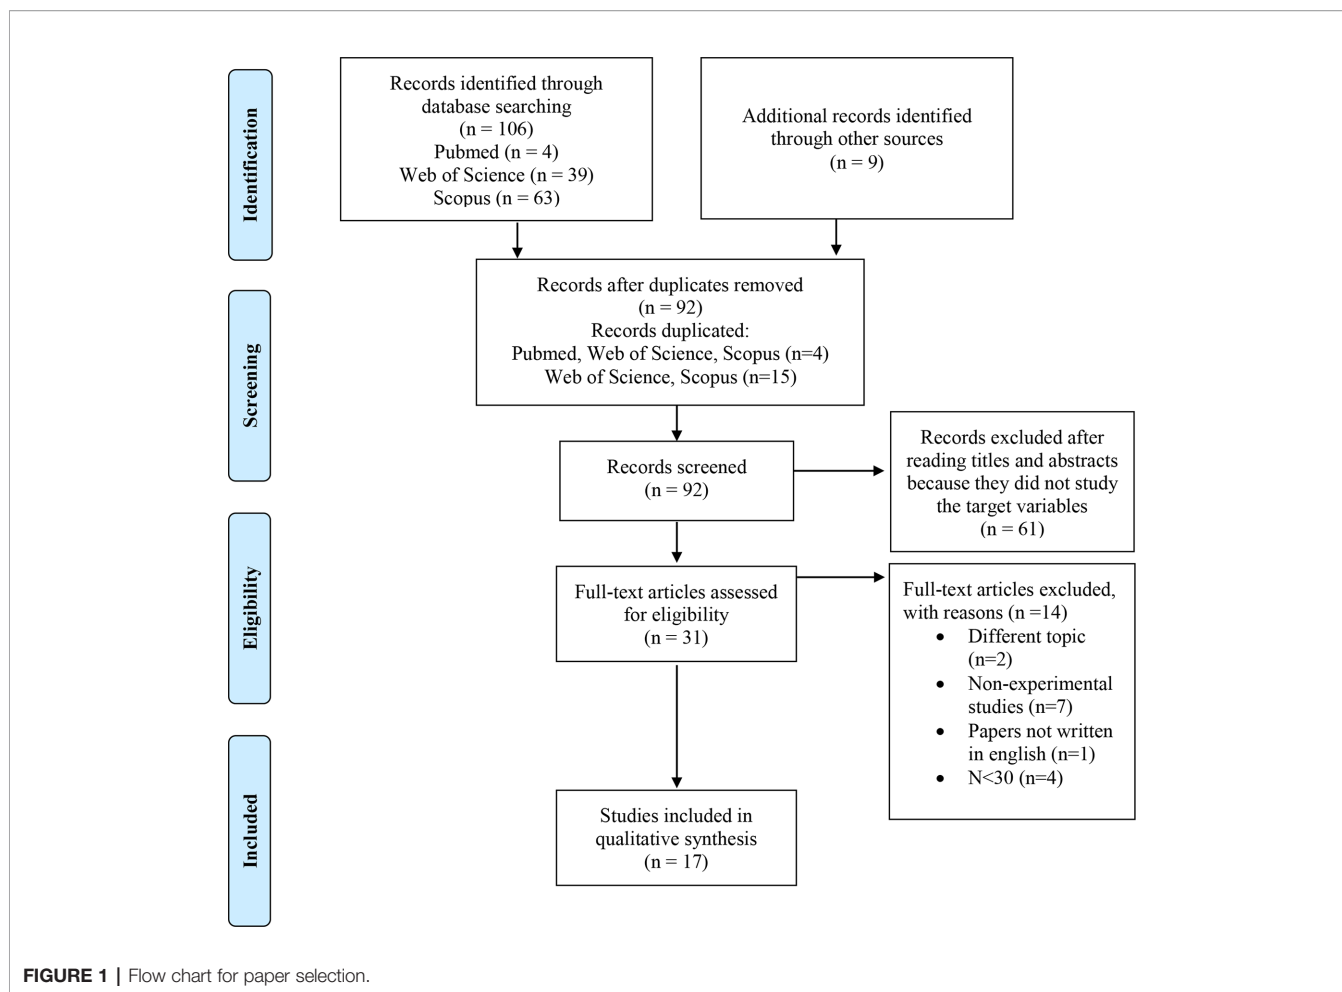 Identification
Records identified through
database searching
(n = 106)
Pubmed (n = 4)
Web of Science (n = 39)
Scopus (n = 63)
Additional records identified
through other sources
(n = 9)
Screening
Records after duplicates removed
(n = 92)
Records duplicated:
Pubmed, Web of Science, Scopus (n=4)
Web of Science, Scopus (n=15)
Records screened
(n = 92)
Records excluded after
reading titles and abstracts
because they did not study
the target variables
(n = 61)
Eligibility
Full-text articles assessed
for eligibility
(n = 31)
Full-text articles excluded,
with reasons (n =14)
• Different topic
(n=2)
• Non-experimental
studies (n=7)
• Papers not written
in english (n=1)
• N<30 (n=4)
Included
Studies included in
qualitative synthesis
(n = 17)
FIGURE 1 | Flow chart for paper selection.